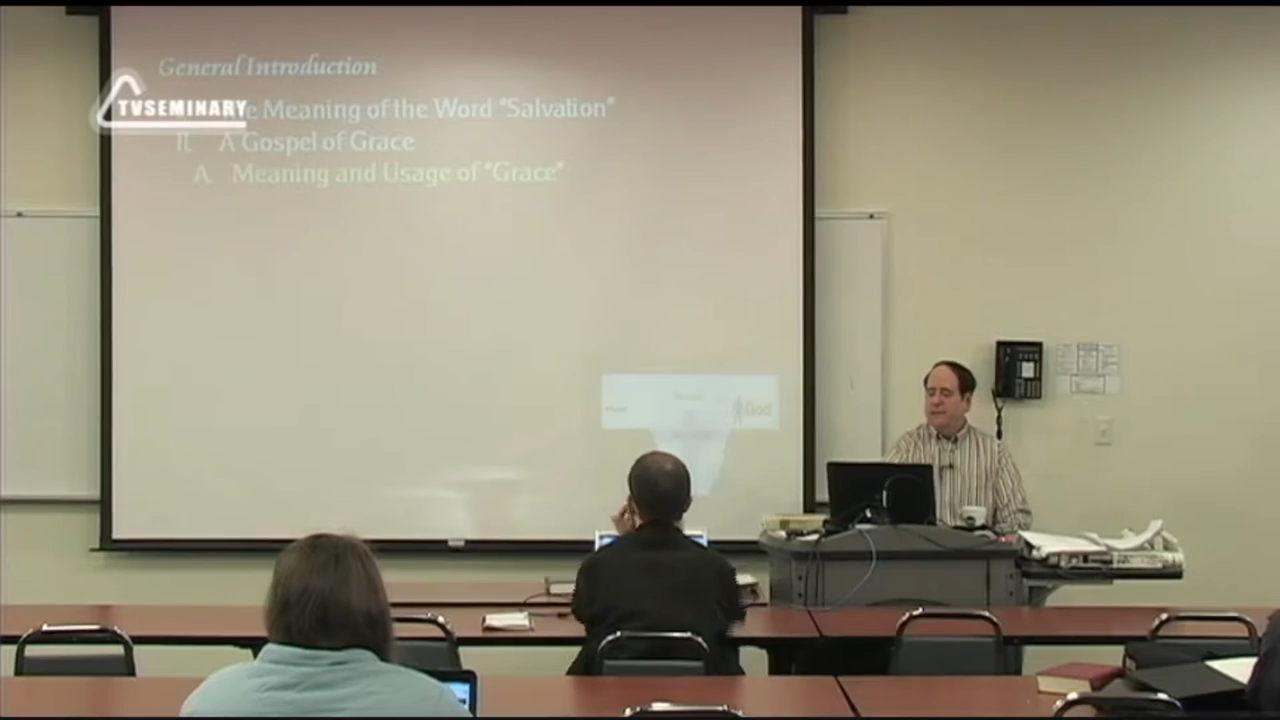 General Introduction
TVSEMINARY
e Meaning of the Word "Salvation"
II. A Gospel of Grace
A. Meaning and Usage of "Grace"
God